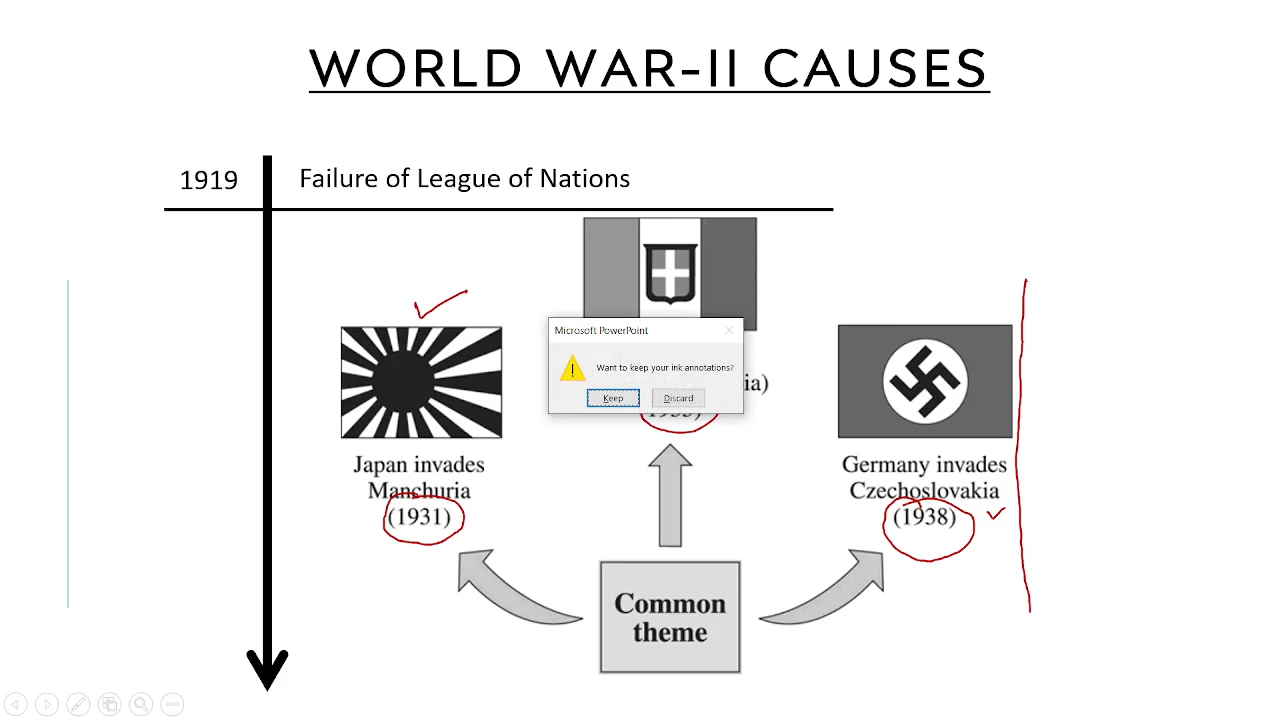 WORLD WAR-II CAUSES
1919
Failure of League of Nations
Microsoft PowerPoint
Want to keep your ink annotations?
Keep
Discard
ia)
Japan invades
Manchuria
(1931)
Germany invades
Czechoslovakia
(1938)
Common
theme